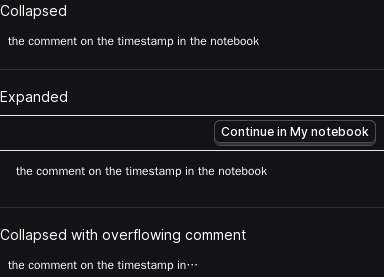 Collapsed
the comment on the timestamp in the notebook
Expanded
Continue in My notebook
the comment on the timestamp in the notebook
Collapsed with overflowing comment
the comment on the timestamp in⋯